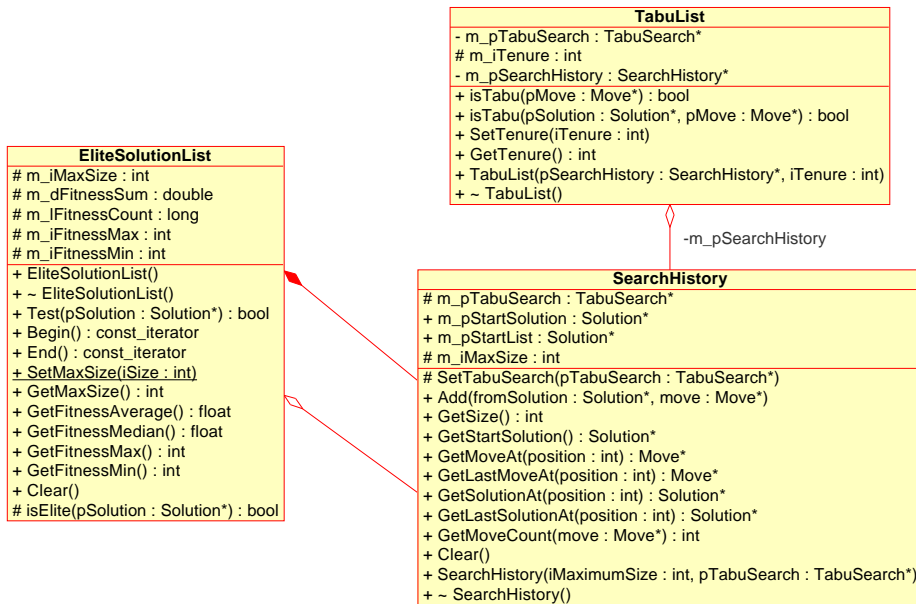 TabuList
- m_pTabuSearch : TabuSearch*
# m_iTenure : int
- m_pSearchHistory : SearchHistory*
+ isTabu(pMove : Move*) : bool
+ isTabu(pSolution : Solution*, pMove : Move*) : bool
+ SetTenure(iTenure : int)
+ GetTenure() : int
+ TabuList(pSearchHistory : SearchHistory*, iTenure : int)
+ ~ TabuList()
-m_pSearchHistory
EliteSolutionList
# m_iMaxSize : int
# m_dFitnessSum : double
# m_lFitnessCount : long
# m_iFitnessMax : int
# m_iFitnessMin : int
+ EliteSolutionList()
+ ~ EliteSolutionList()
+ Test(pSolution : Solution*) : bool
+ Begin() : const_iterator
+ End() : const_iterator
+ SetMaxSize(iSize : int)
+ GetMaxSize() : int
+ GetFitnessAverage() : float
+ GetFitnessMedian() : float
+ GetFitnessMax() : int
+ GetFitnessMin() : int
+ Clear()
# isElite(pSolution : Solution*) : bool
SearchHistory
# m_pTabuSearch : TabuSearch*
+ m_pStartSolution : Solution*
+ m_pStartList : Solution*
# m_iMaxSize : int
# SetTabuSearch(pTabuSearch : TabuSearch*)
+ Add(fromSolution : Solution*, move : Move*)
+ GetSize() : int
+ GetStartSolution() : Solution*
+ GetMoveAt(position : int) : Move*
+ GetLastMoveAt(position : int) : Move*
+ GetSolutionAt(position : int) : Solution*
+ GetLastSolutionAt(position : int) : Solution*
+ GetMoveCount(move : Move*) : int
+ Clear()
+ SearchHistory(iMaximumSize : int, pTabuSearch : TabuSearch*)
+ ~ SearchHistory()